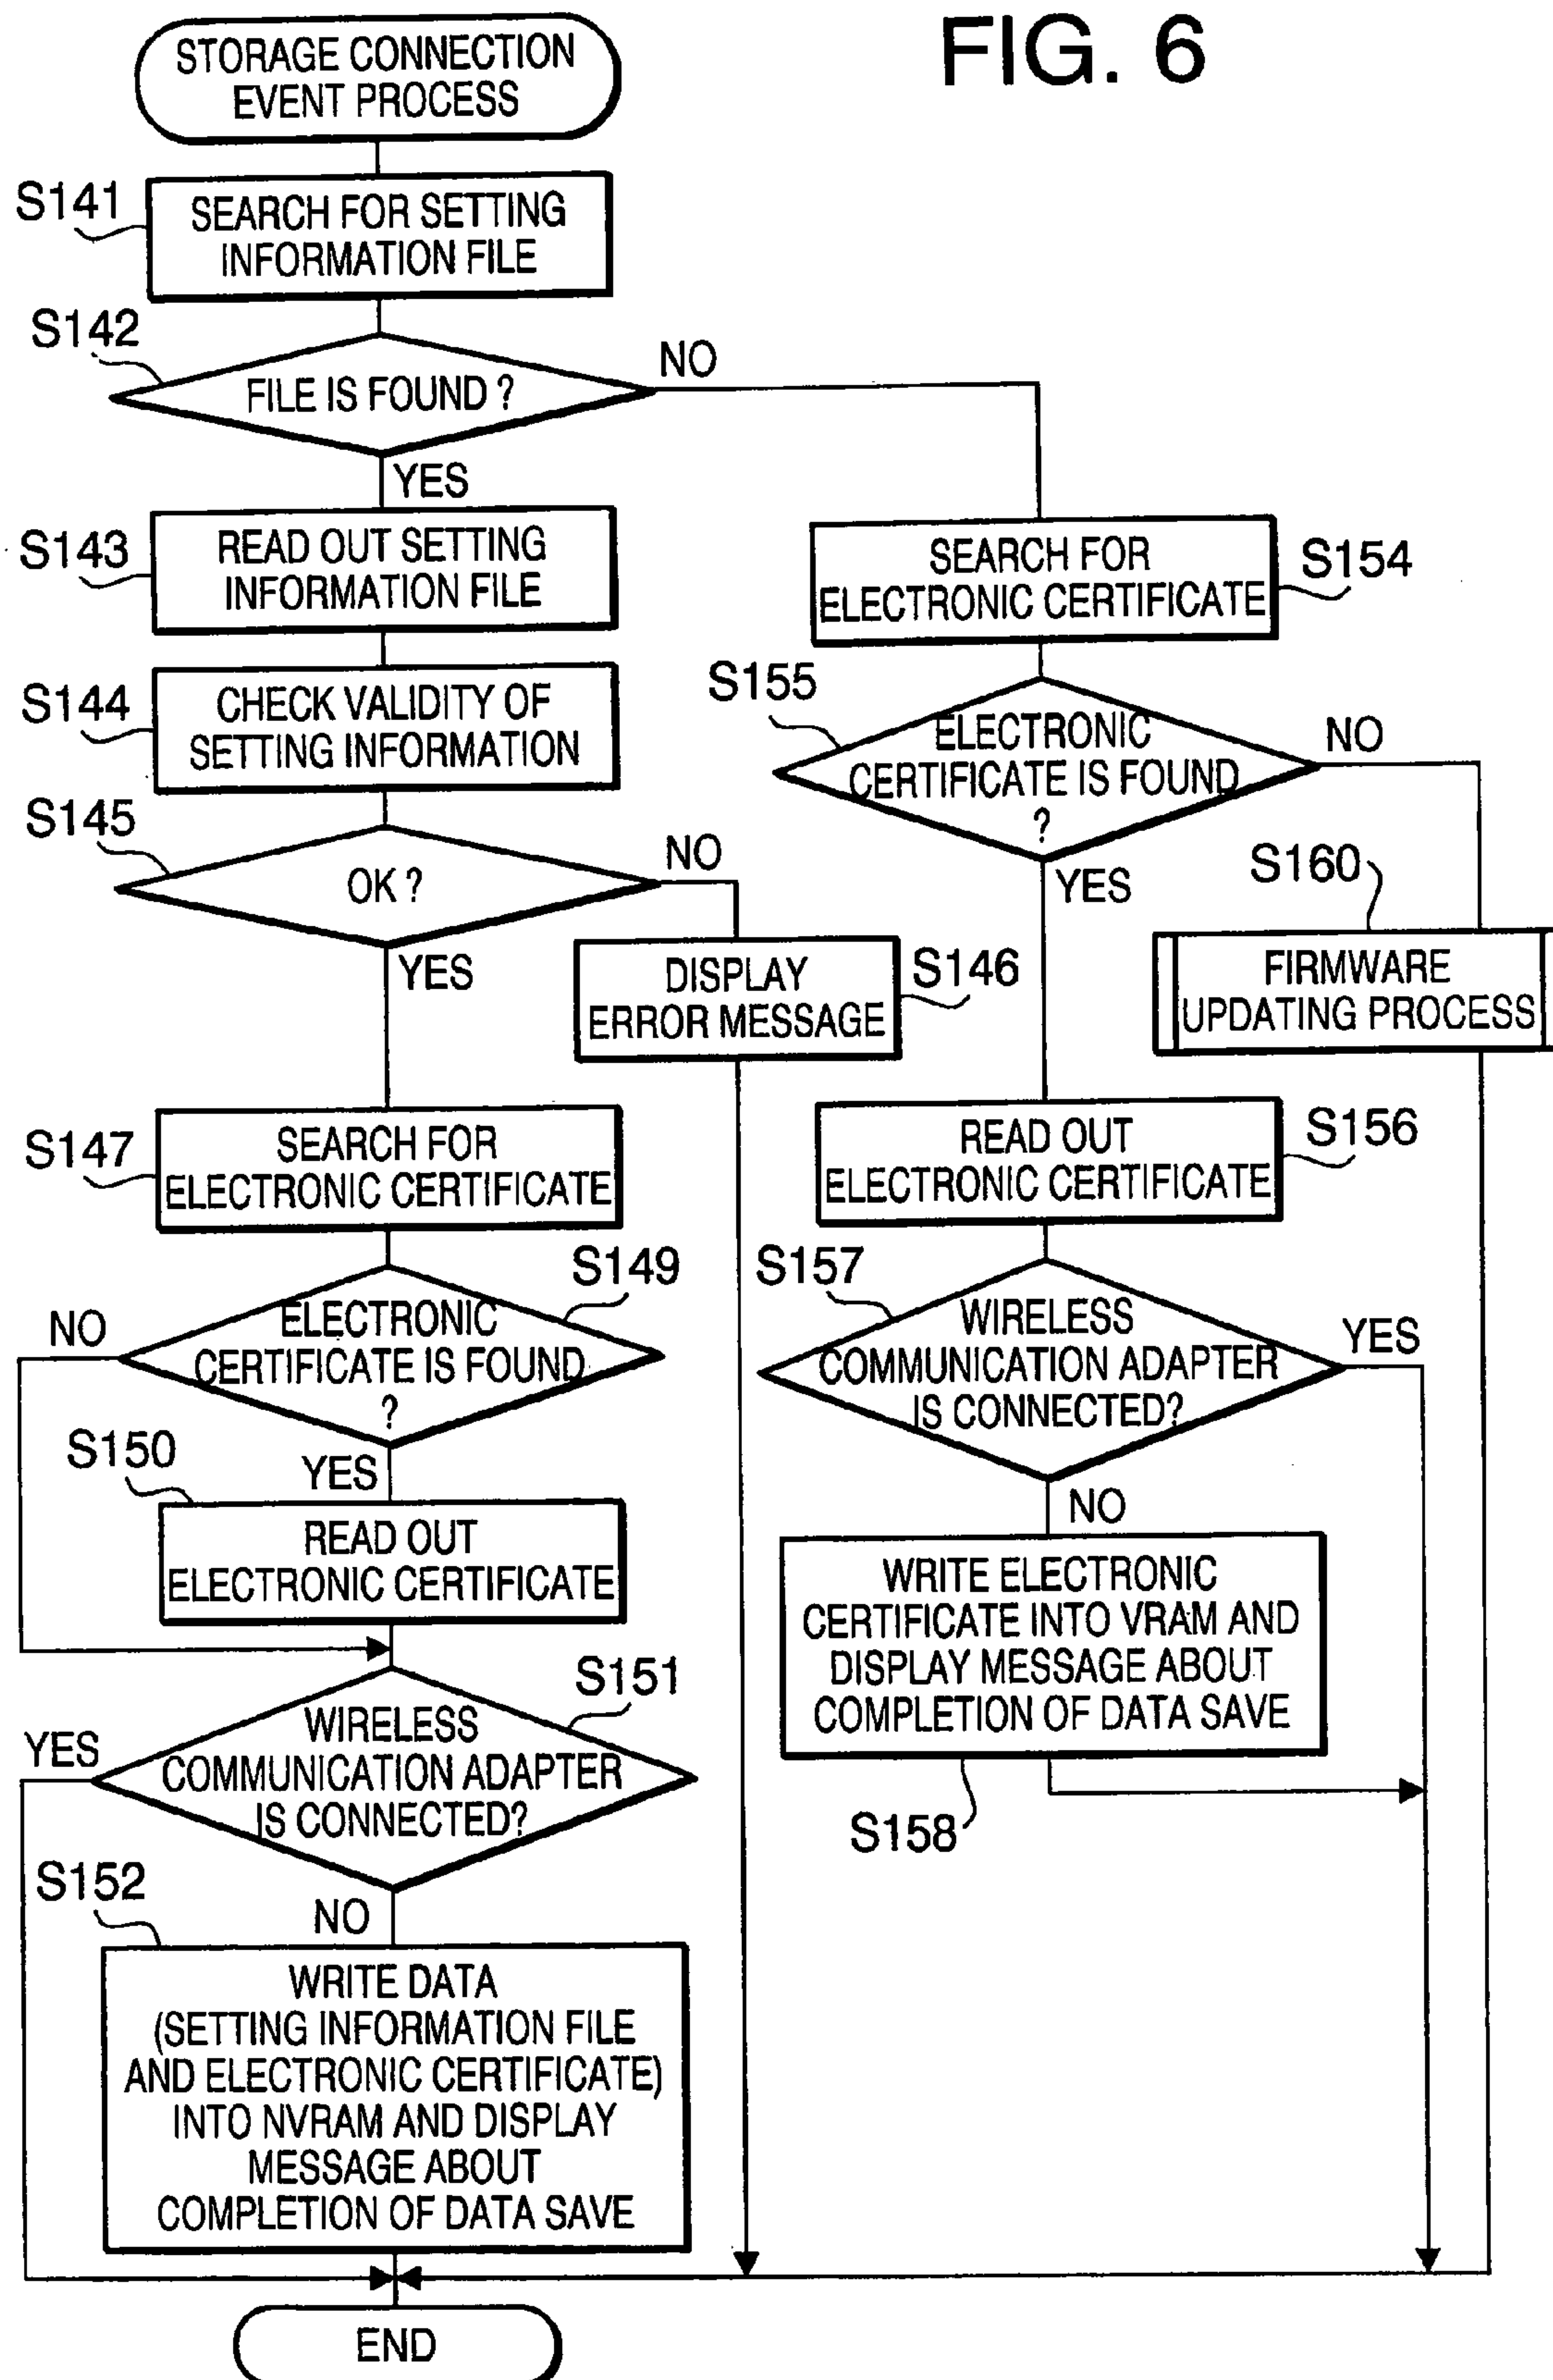 FIG. 6
STORAGE CONNECTION
EVENT PROCESS
S141
SEARCH FOR SETTING
INFORMATION FILE
S142
FILE IS FOUND ?
NO
YES
S143
READ OUT SETTING
INFORMATION FILE
S144
CHECK VALIDITY OF
SETTING INFORMATION
S145
OK ?
NO
YES
DISPLAY
ERROR MESSAGE
S146
S147
SEARCH FOR
ELECTRONIC CERTIFICATE
S149
ELECTRONIC
CERTIFICATE IS FOUND
?
NO
YES
S150
READ OUT
ELECTRONIC CERTIFICATE
S151
WIRELESS
COMMUNICATION ADAPTER
IS CONNECTED?
YES
NO
S152
WRITE DATA
(SETTING INFORMATION FILE
AND ELECTRONIC CERTIFICATE)
INTO NVRAM AND DISPLAY
MESSAGE ABOUT
COMPLETION OF DATA SAVE
SEARCH FOR
ELECTRONIC CERTIFICATE
S154
S155
ELECTRONIC
CERTIFICATE IS FOUND
?
NO
YES
S160
FIRMWARE
UPDATING PROCESS
READ OUT
ELECTRONIC CERTIFICATE
S156
S157
WIRELESS
COMMUNICATION ADAPTER
IS CONNECTED?
YES
NO
WRITE ELECTRONIC
CERTIFICATE INTO VRAM AND
DISPLAY MESSAGE ABOUT
COMPLETION OF DATA SAVE
S158
END